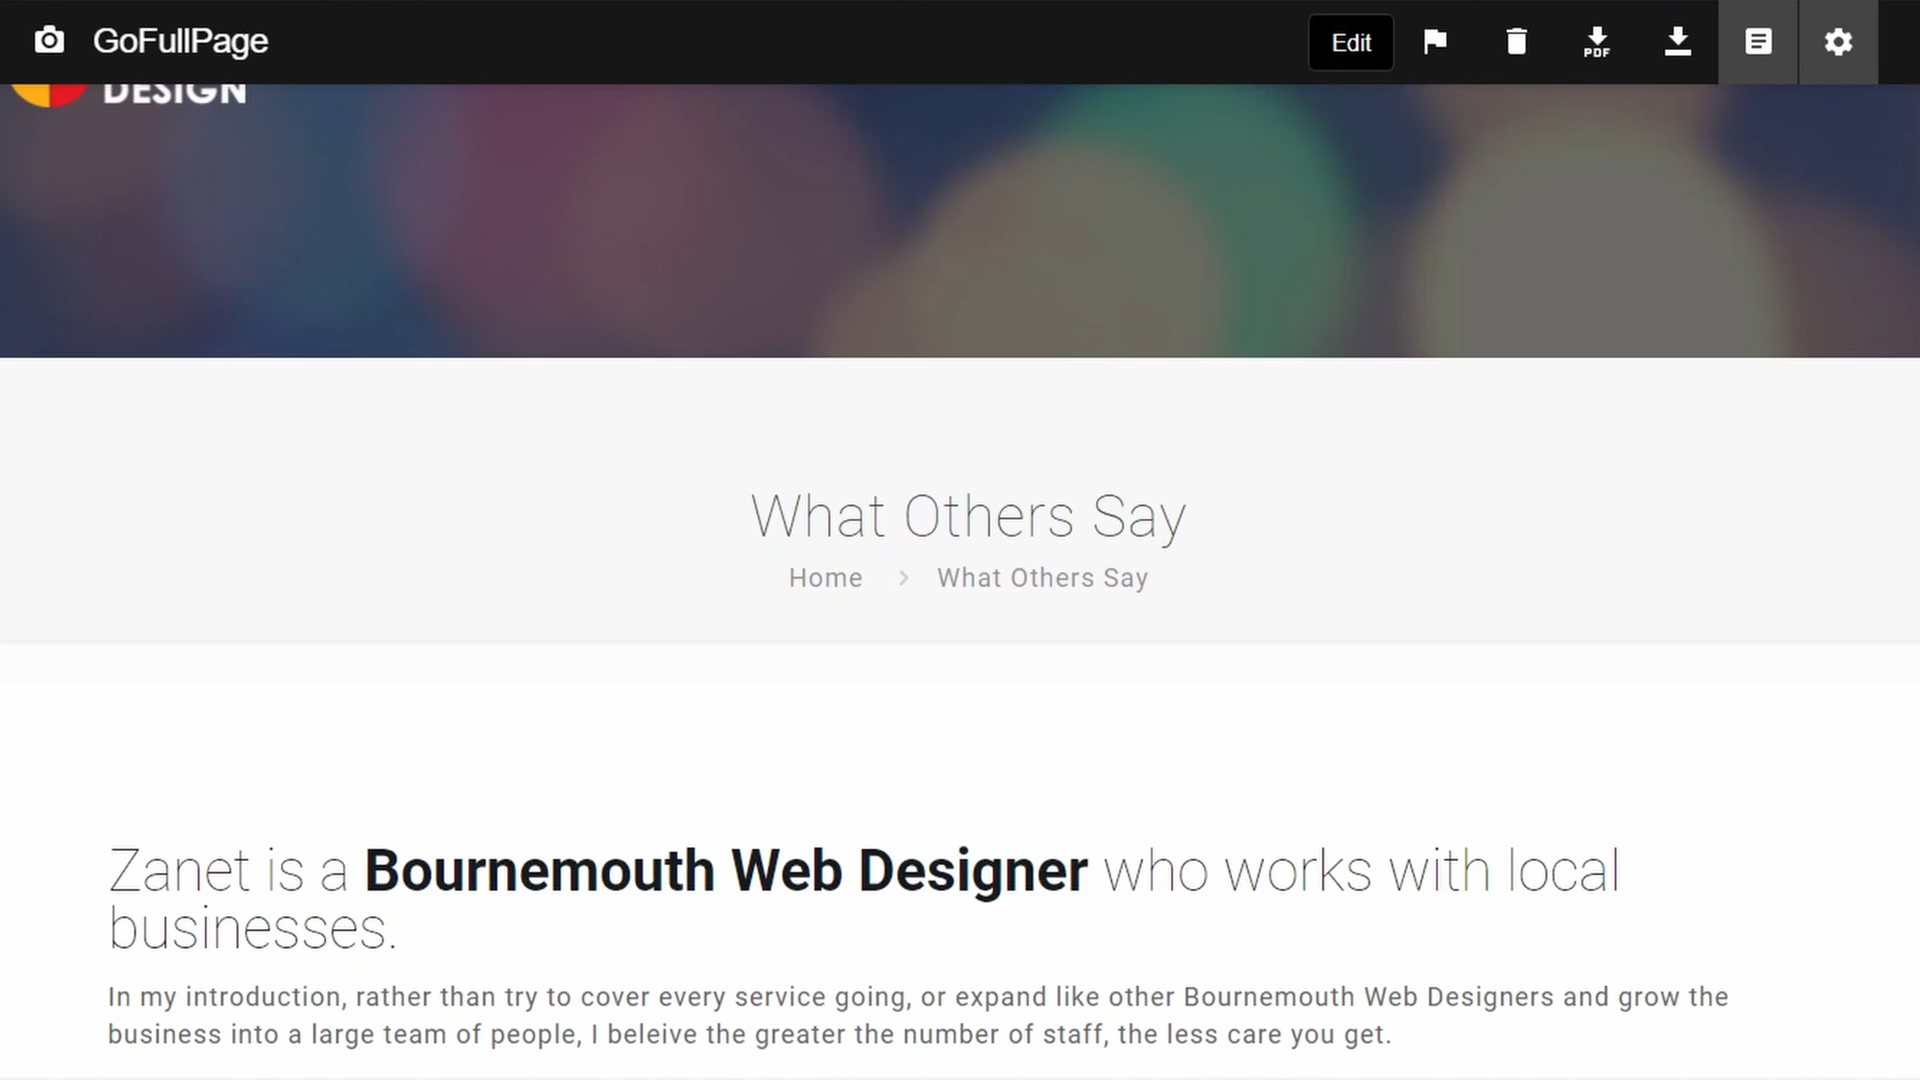 GoFullPage
Edit
PDF
DESIGN
What Others Say
Home
What Others Say
Zanet is a Bournemouth Web Designer who works with local
businesses.
In my introduction, rather than try to cover every service going, or expand like other Bournemouth Web Designers and grow the
business into a large team of people, I beleive the greater the number of staff, the less care you get.